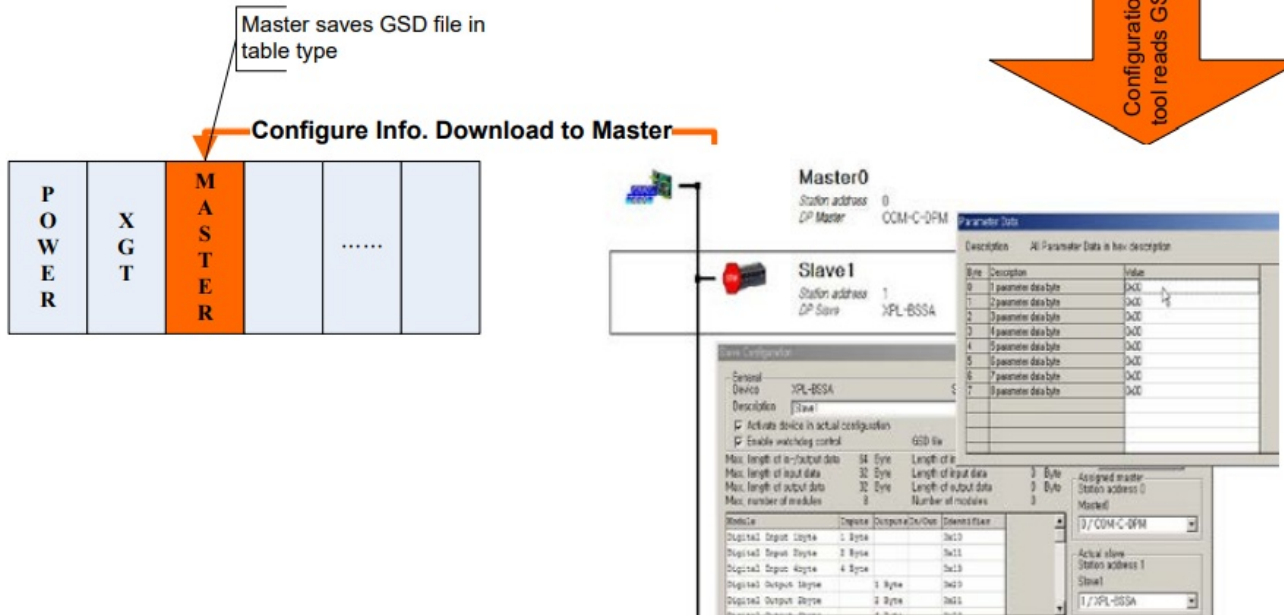 Master saves GSD file in
table type
Configuratio
tool reads GS
Configure Info. Download to Master
POWER
XGT
MASTER
......
Master0
Station address 0
DP Master COM-C-DPM
Slave1
Station address 1
DP Slave XPL-BSSA
Parameter Data
Description All Parameter Data in hex description
Byte Description Value
0 1 parameter data byte 0x00
1 2 parameter data byte 0x00
2 3 parameter data byte 0x00
3 4 parameter data byte 0x00
4 5 parameter data byte 0x00
5 6 parameter data byte 0x00
6 7 parameter data byte 0x00
7 8 parameter data byte 0x00
Slave Configuration
General
Device XPL-BSSA
Description Slave1
Activate device in actual configuration
Enable watchdog control GSD file
Max. length of in-/output data 64 Byte Length of in
Max. length of input data 32 Byte Length of input data 0 Byte
Max. length of output data 32 Byte Length of output data 0 Byte
Max. number of modules 8 Number of modules 0
Assigned master
Station address 0
Master0
0 / COM-C-DPM
Module Inputs Outputs In/Out Identifier
Digital Input 1byte 1 Byte 0x10
Digital Input 2byte 2 Byte 0x11
Digital Input 4byte 4 Byte 0x13
Digital Output 1byte 1 Byte 0x20
Digital Output 2byte 2 Byte 0x21
Actual slave
Station address 1
Slave1
1 / XPL-BSSA